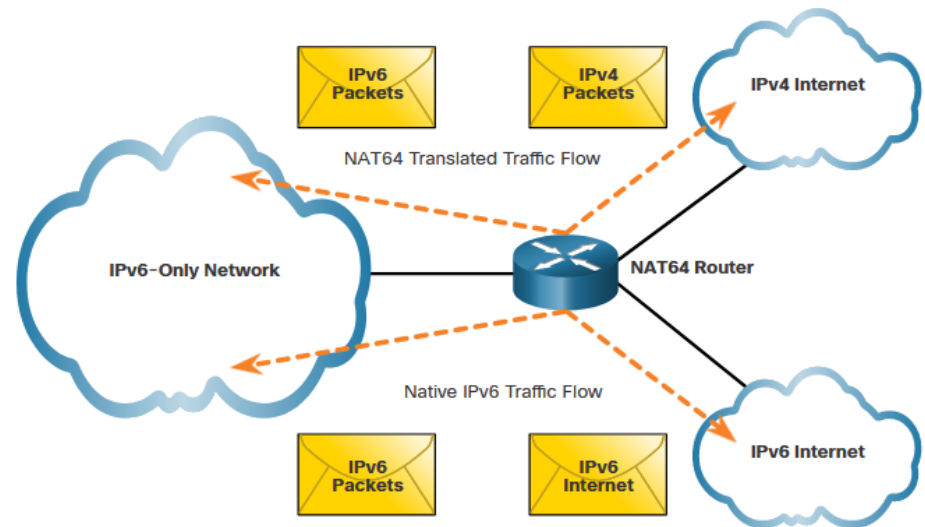 IPv6
Packets
IPv4
Packets
IPv4 Internet
NAT64 Translated Traffic Flow
IPv6-Only Network
NAT64 Router
Native IPv6 Traffic Flow
IPv6
Packets
IPv6
Internet
IPv6 Internet